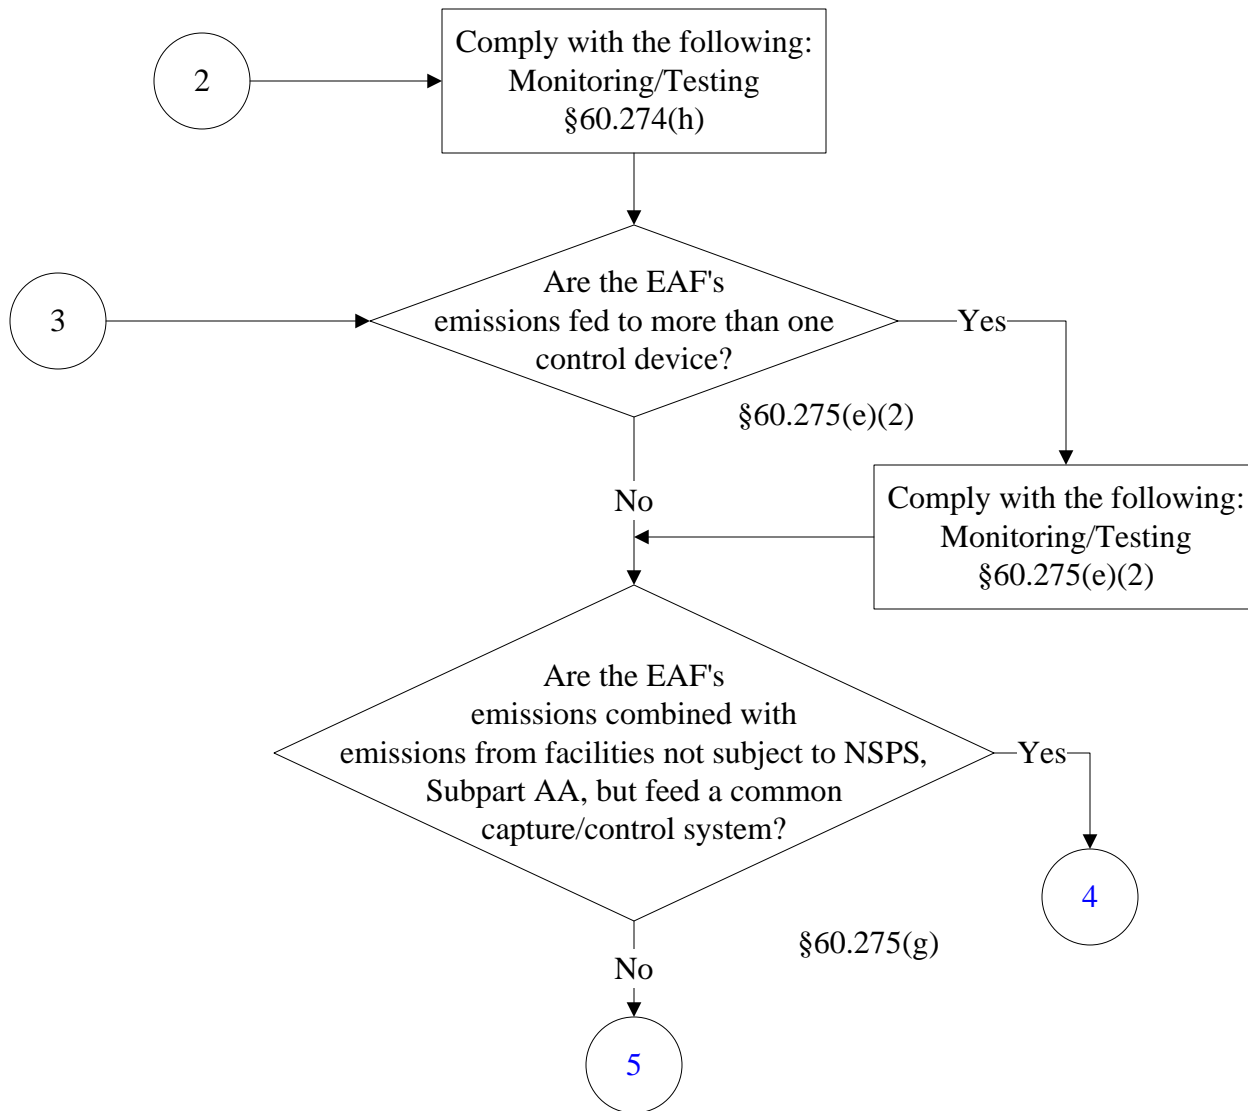 Comply with the following:
Monitoring/Testing
§60.274(h)
2
Are the EAF's
emissions fed to more than one
control device?
3
Yes
§60.275(e)(2)
No
Comply with the following:
Monitoring/Testing
§60.275(e)(2)
Are the EAF's
emissions combined with
emissions from facilities not subject to NSPS,
Subpart AA, but feed a common
capture/control system?
Yes
4
§60.275(g)
No
5